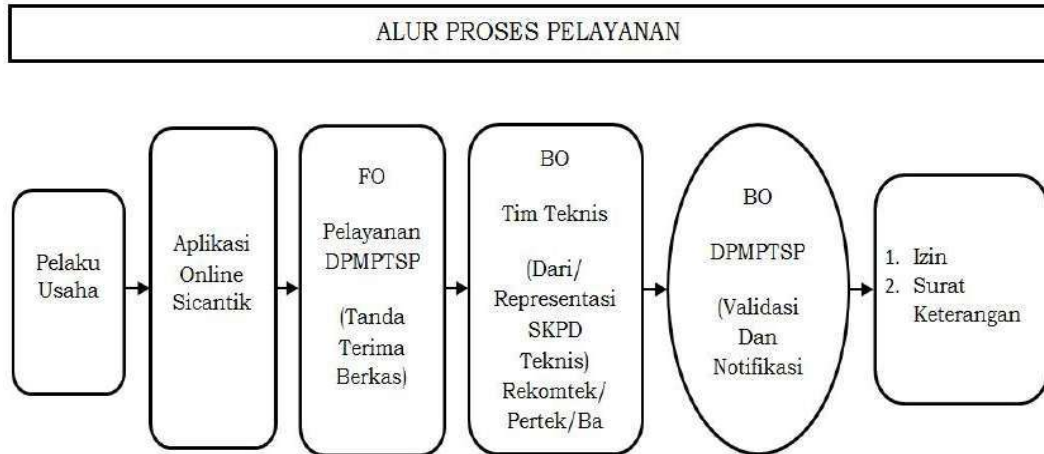 ALUR PROSES PELAYANAN
Pelaku
Usaha
Aplikasi
Online
Sicantik
FO
Pelayanan
DPMPTSP
(Tanda
Terima
Berkas)
BO
Tim Teknis
(Dari/
Representasi
SKPD
Teknis)
Rekomtek/
Pertek/Ba
BO
DPMPTSP
(Validasi
Dan
Notifikasi
1. Izin
2. Surat
Keterangan